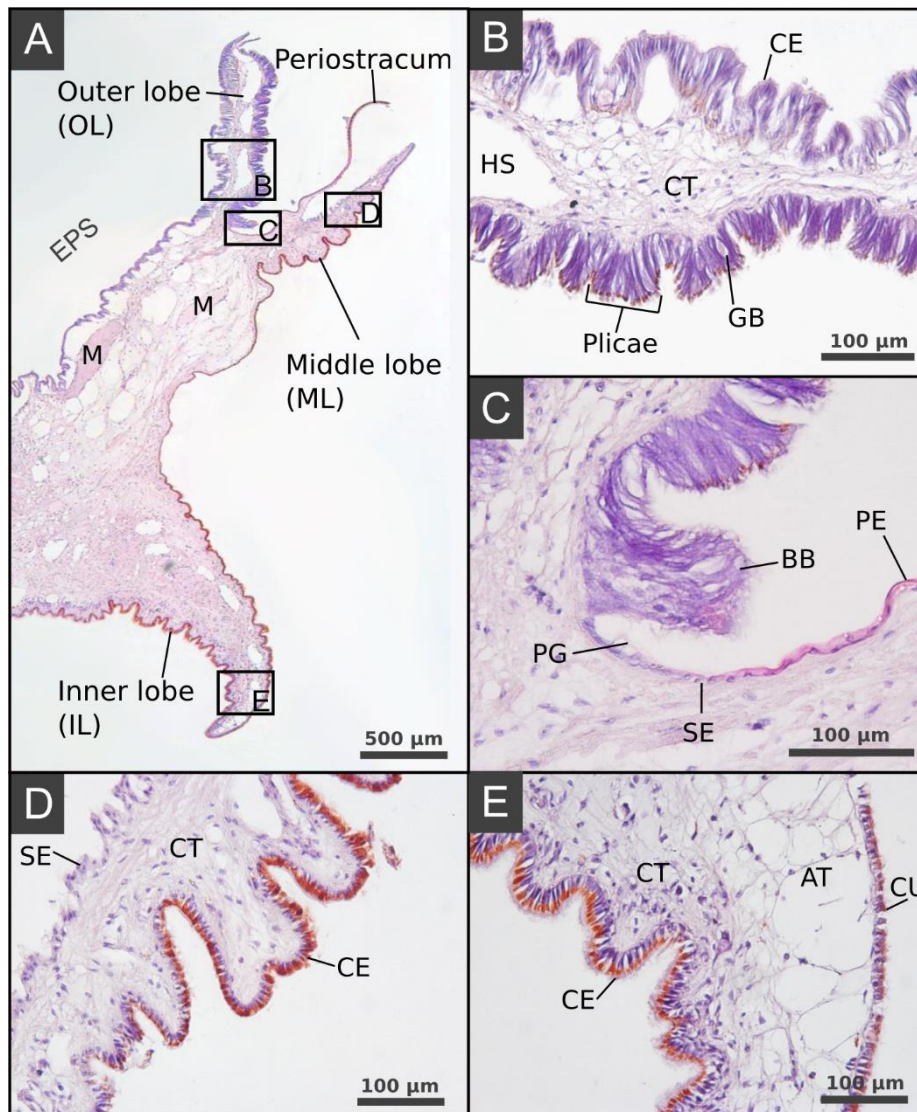 A
Periostracum
Outer lobe
(OL)
B
C
D
EPS
M
M
Middle lobe
(ML)
Inner lobe
(IL)
E
500 µm
B
CE
HS
CT
Plicae
GB
100 µm
C
PE
BB
PG
SE
100 µm
D
SE
CT
CE
100 µm
E
CT
AT
CU
CE
100 µm